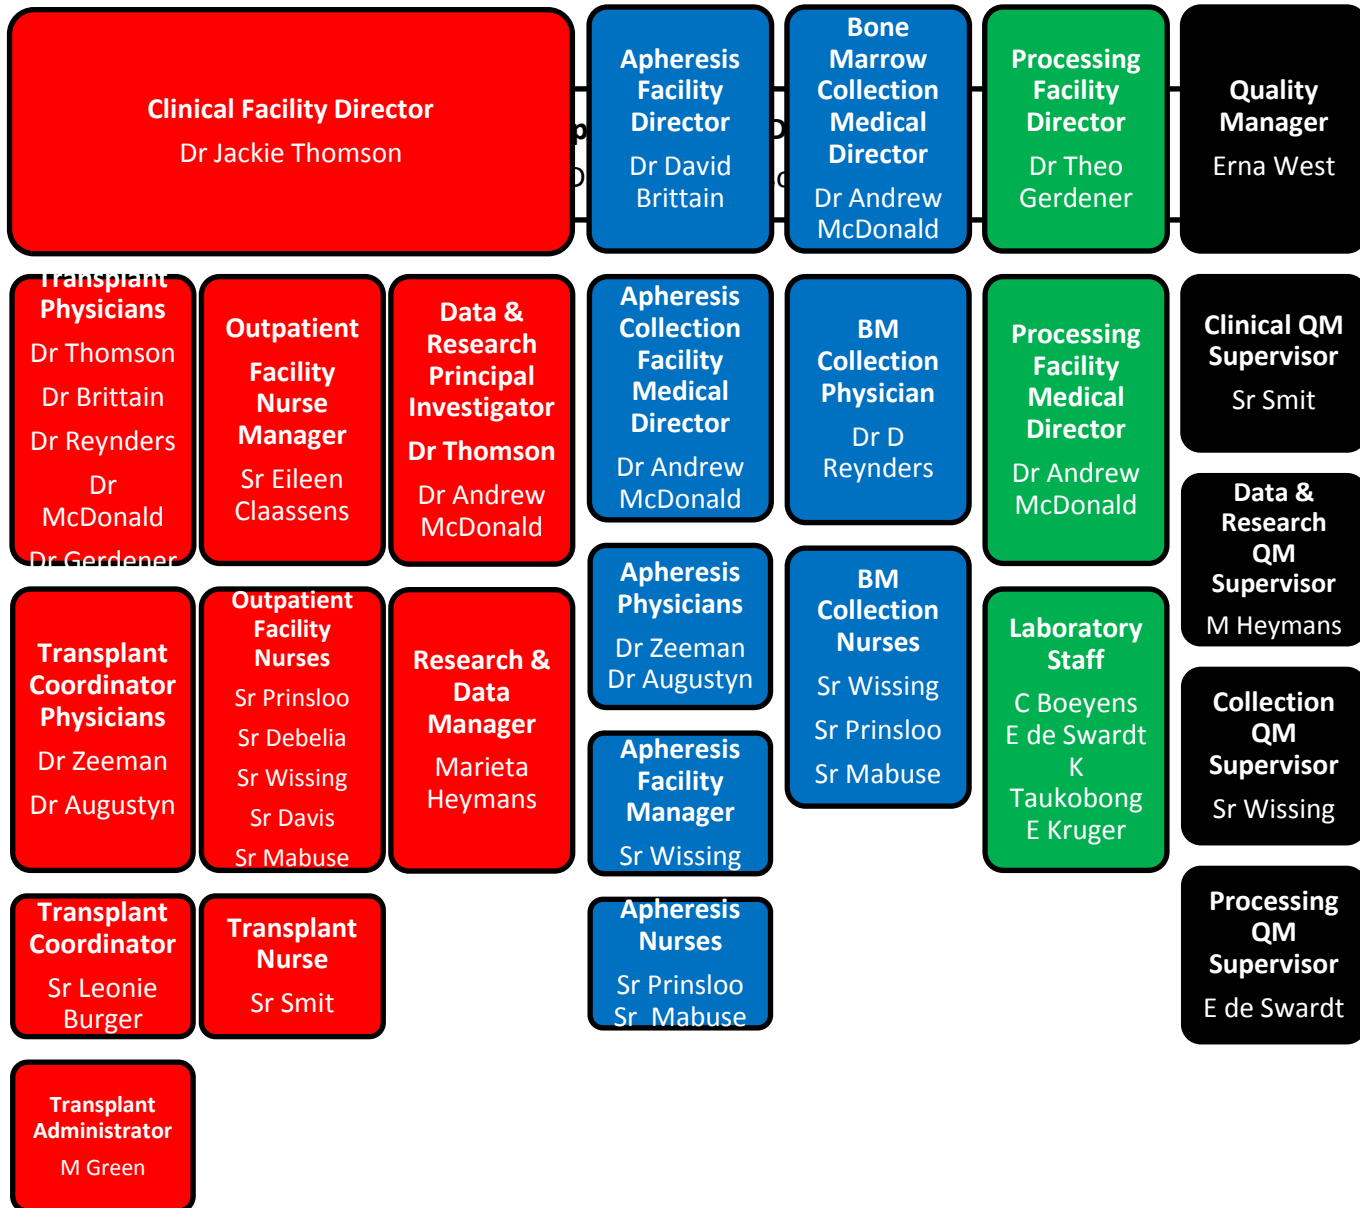 Clinical Facility Director
Dr Jackie Thomson
Apheresis
Facility
Director
Dr David
Brittain
Bone
Marrow
Collection
Medical
Director
Dr Andrew
McDonald
Processing
Facility
Director
Dr Theo
Gerdener
Quality
Manager
Erna West
Transplant
Physicians
Dr Thomson
Dr Brittain
Dr Reynders
Dr
McDonald
Dr Gerdener
Outpatient
Facility
Nurse
Manager
Sr Eileen
Claassens
Data &
Research
Principal
Investigator
Dr Thomson
Dr Andrew
McDonald
Apheresis
Collection
Facility
Medical
Director
Dr Andrew
McDonald
BM
Collection
Physician
Dr D
Reynders
Processing
Facility
Medical
Director
Dr Andrew
McDonald
Clinical QM
Supervisor
Sr Smit
Data &
Research
QM
Supervisor
M Heymans
Transplant
Coordinator
Physicians
Dr Zeeman
Dr Augustyn
Outpatient
Facility
Nurses
Sr Prinsloo
Sr Debelia
Sr Wissing
Sr Davis
Sr Mabuse
Research &
Data
Manager
Marieta
Heymans
Apheresis
Physicians
Dr Zeeman
Dr Augustyn
BM
Collection
Nurses
Sr Wissing
Sr Prinsloo
Sr Mabuse
Laboratory
Staff
C Boeyens
E de Swardt
K
Taukobong
E Kruger
Collection
QM
Supervisor
Sr Wissing
Apheresis
Facility
Manager
Sr Wissing
Transplant
Coordinator
Sr Leonie
Burger
Transplant
Nurse
Sr Smit
Apheresis
Nurses
Sr Prinsloo
Sr Mabuse
Processing
QM
Supervisor
E de Swardt
Transplant
Administrator
M Green